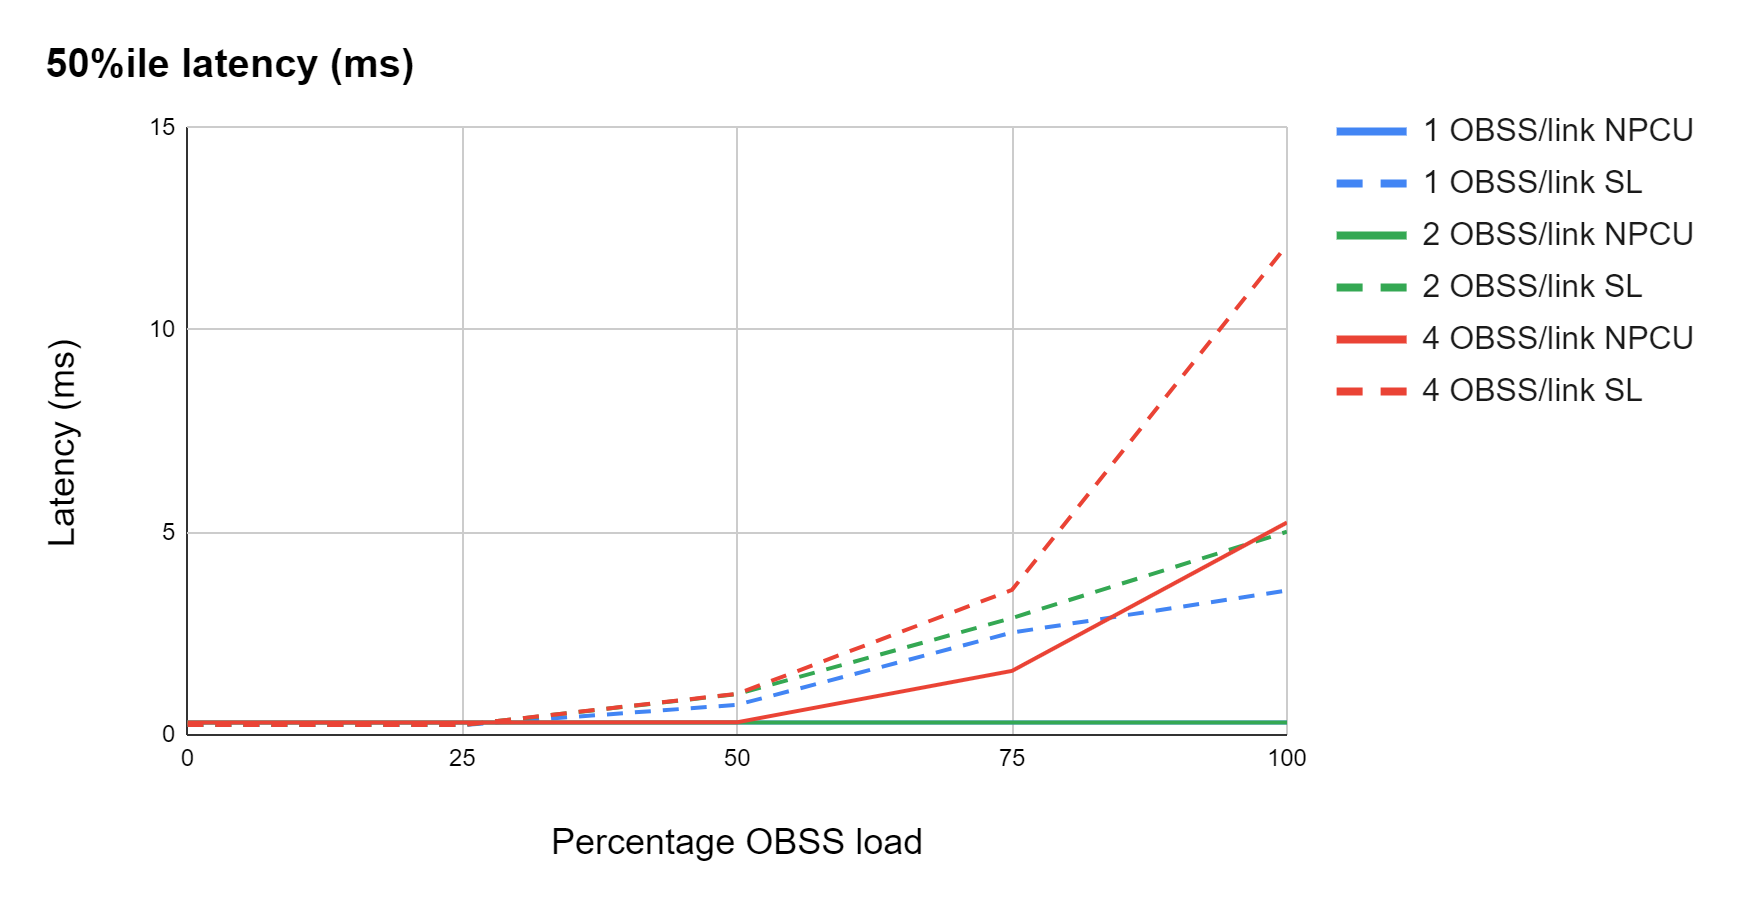 50%ile latency (ms)
15
10
5
0
Latency (ms)
0 25 50 75 100
Percentage OBSS load
1 OBSS/link NPCU
1 OBSS/link SL
2 OBSS/link NPCU
2 OBSS/link SL
4 OBSS/link NPCU
4 OBSS/link SL